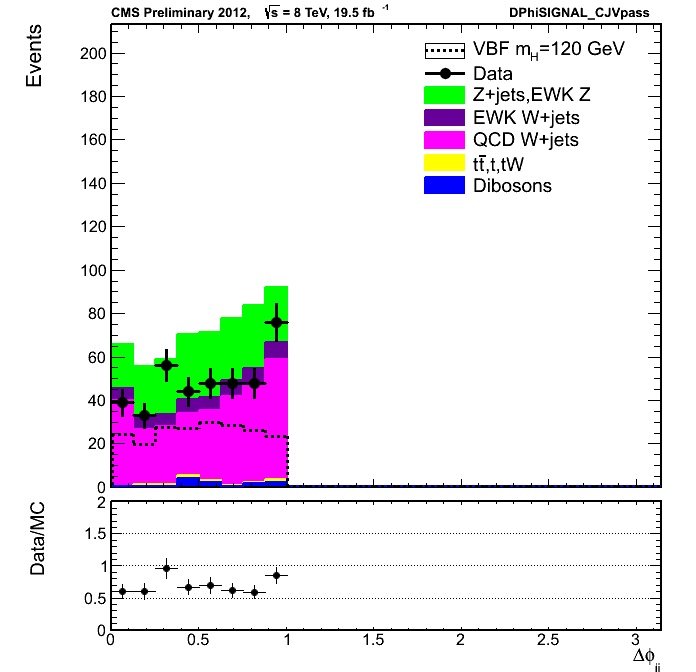 CMS Preliminary 2012, √s = 8 TeV, 19.5 fb⁻¹ DPhiSIGNAL_CJVpass
Events
VBF m_H=120 GeV
Data
Z+jets,EWK Z
EWK W+jets
QCD W+jets
tt̄,t,tW
Dibosons
200
180
160
140
120
100
80
60
40
20
0
Data/MC
2
1.5
1
0.5
0
0 0.5 1 1.5 2 2.5 3
Δϕ_jj